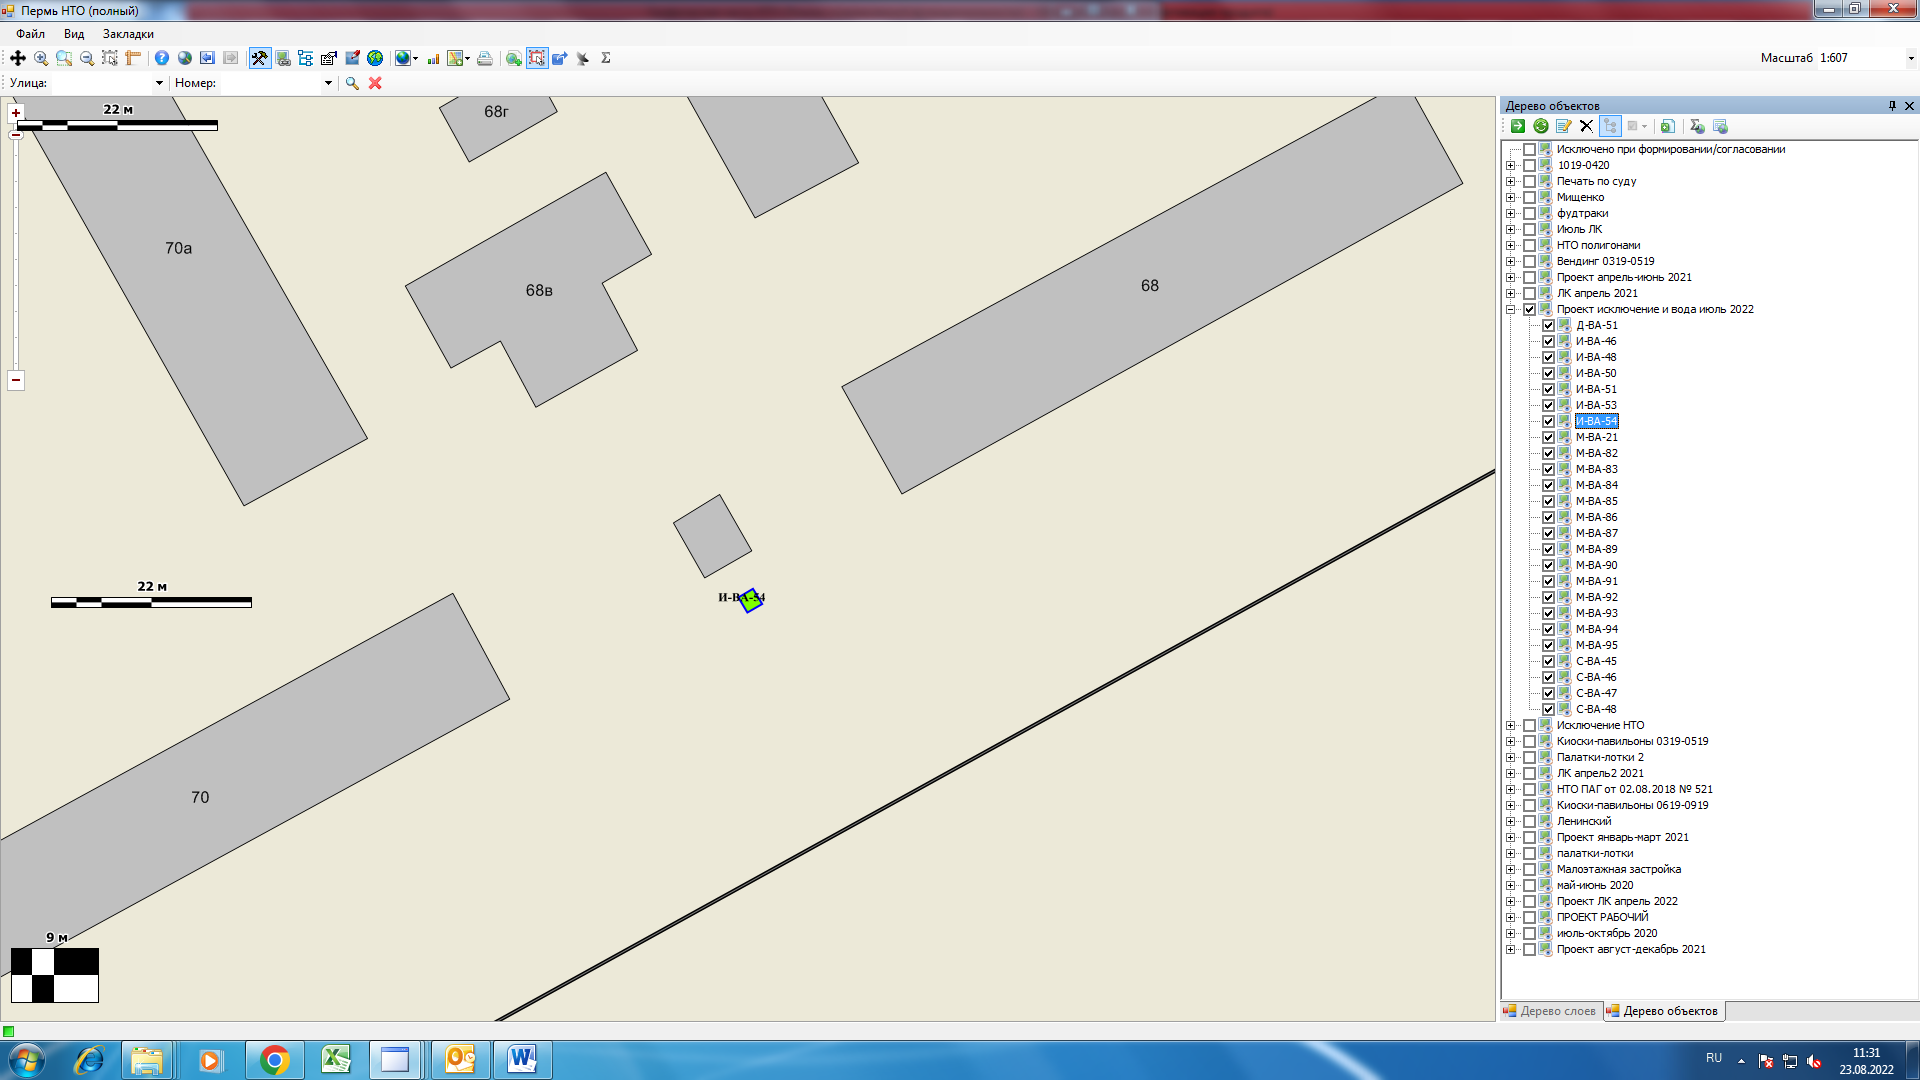 Пермь НТО (полный)
Файл Вид Закладки
Масштаб 1:607
Улица: Номер:
22 м
68г
70а
68в
68
22 м
И-ВА-54
70
9 м
Дерево объектов
Исключено при формировании/согласовании
1019-0420
Печать по суду
Мищенко
фудтраки
Июль ЛК
НТО полигонами
Вендинг 0319-0519
Проект апрель-июнь 2021
ЛК апрель 2021
Проект исключение и вода июль 2022
Д-ВА-51
И-ВА-46
И-ВА-48
И-ВА-50
И-ВА-51
И-ВА-53
И-ВА-54
М-ВА-21
М-ВА-82
М-ВА-83
М-ВА-84
М-ВА-85
М-ВА-86
М-ВА-87
М-ВА-89
М-ВА-90
М-ВА-91
М-ВА-92
М-ВА-93
М-ВА-94
М-ВА-95
С-ВА-45
С-ВА-46
С-ВА-47
С-ВА-48
Исключение НТО
Киоски-павильоны 0319-0519
Палатки-лотки 2
ЛК апрель2 2021
НТО ПАГ от 02.08.2018 № 521
Киоски-павильоны 0619-0919
Ленинский
Проект январь-март 2021
палатки-лотки
Малоэтажная застройка
май-июнь 2020
Проект ЛК апрель 2022
ПРОЕКТ РАБОЧИЙ
июль-октябрь 2020
Проект август-декабрь 2021
Дерево слоев Дерево объектов
RU
11:31
23.08.2022